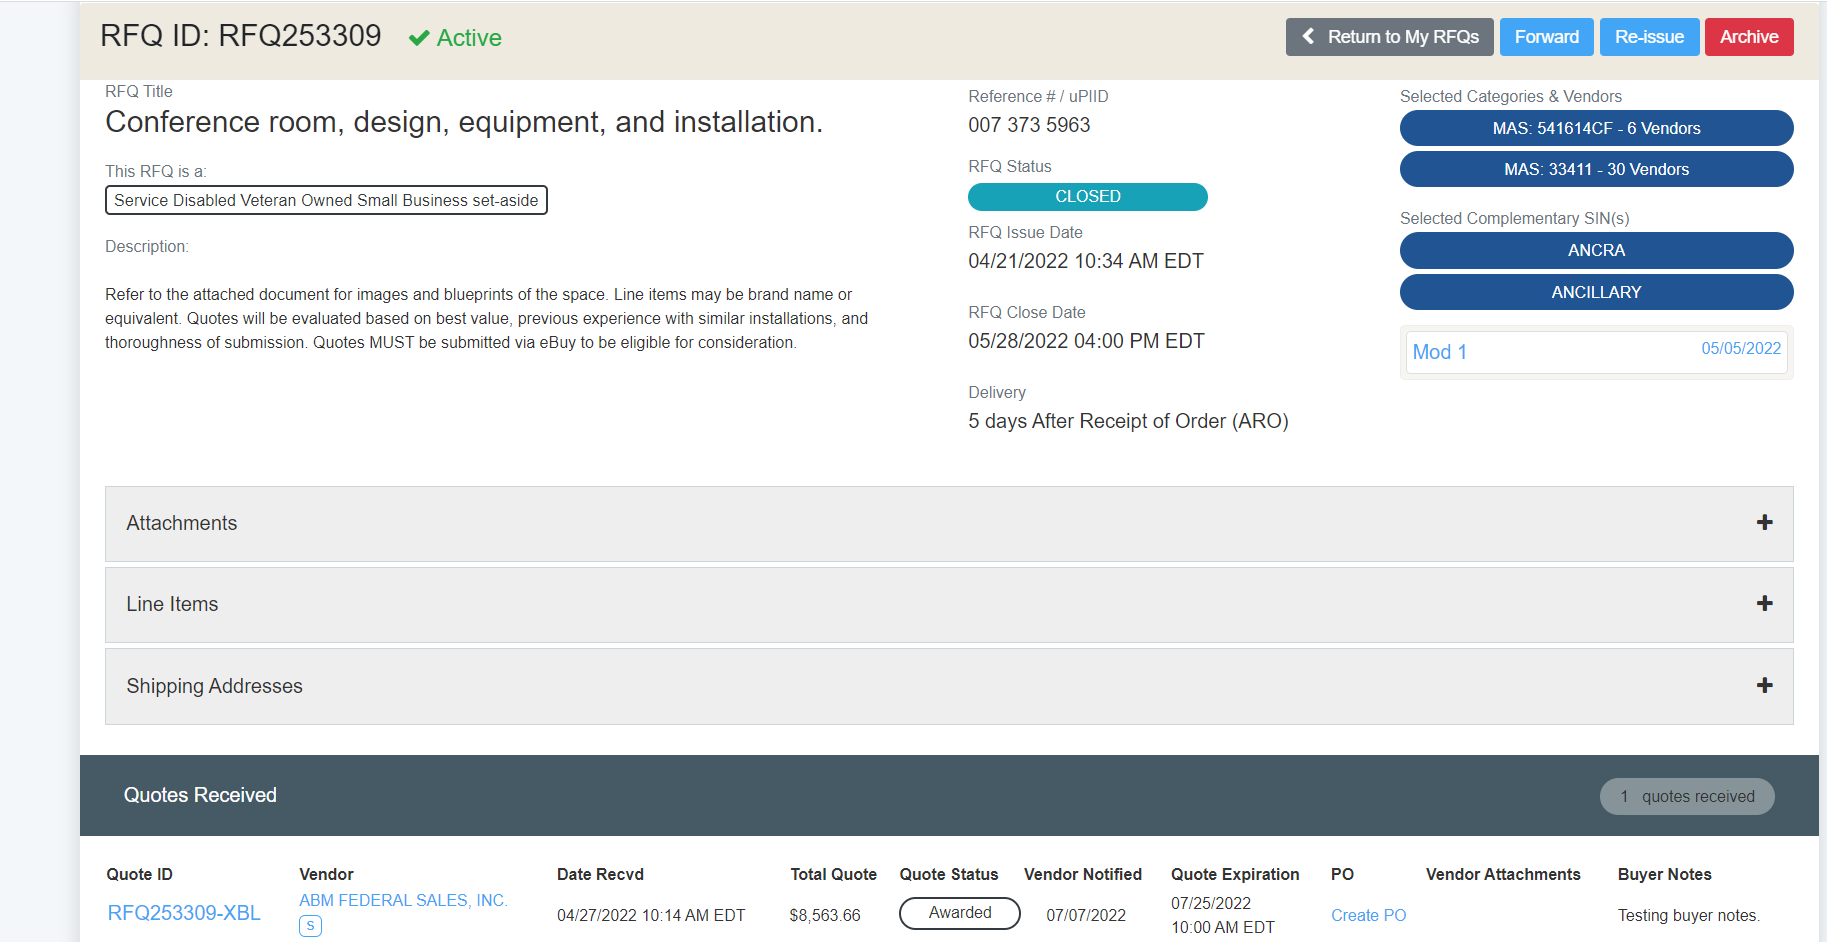 RFQ ID: RFQ253309 Active
Return to My RFQs Forward Re-issue Archive
RFQ Title
Conference room, design, equipment, and installation.
This RFQ is a:
Service Disabled Veteran Owned Small Business set-aside
Description:
Refer to the attached document for images and blueprints of the space. Line items may be brand name or
equivalent. Quotes will be evaluated based on best value, previous experience with similar installations, and
thoroughness of submission. Quotes MUST be submitted via eBuy to be eligible for consideration.
Reference # / uPIID
007 373 5963
RFQ Status
CLOSED
RFQ Issue Date
04/21/2022 10:34 AM EDT
RFQ Close Date
05/28/2022 04:00 PM EDT
Delivery
5 days After Receipt of Order (ARO)
Selected Categories & Vendors
MAS: 541614CF - 6 Vendors
MAS: 33411 - 30 Vendors
Selected Complementary SIN(s)
ANCRA
ANCILLARY
Mod 1 05/05/2022
Attachments
Line Items
Shipping Addresses
Quotes Received 1 quotes received
Quote ID Vendor Date Recvd Total Quote Quote Status Vendor Notified Quote Expiration PO Vendor Attachments Buyer Notes
RFQ253309-XBL ABM FEDERAL SALES, INC. 04/27/2022 10:14 AM EDT $8,563.66 Awarded 07/07/2022 07/25/2022 Create PO Testing buyer notes.
S 10:00 AM EDT